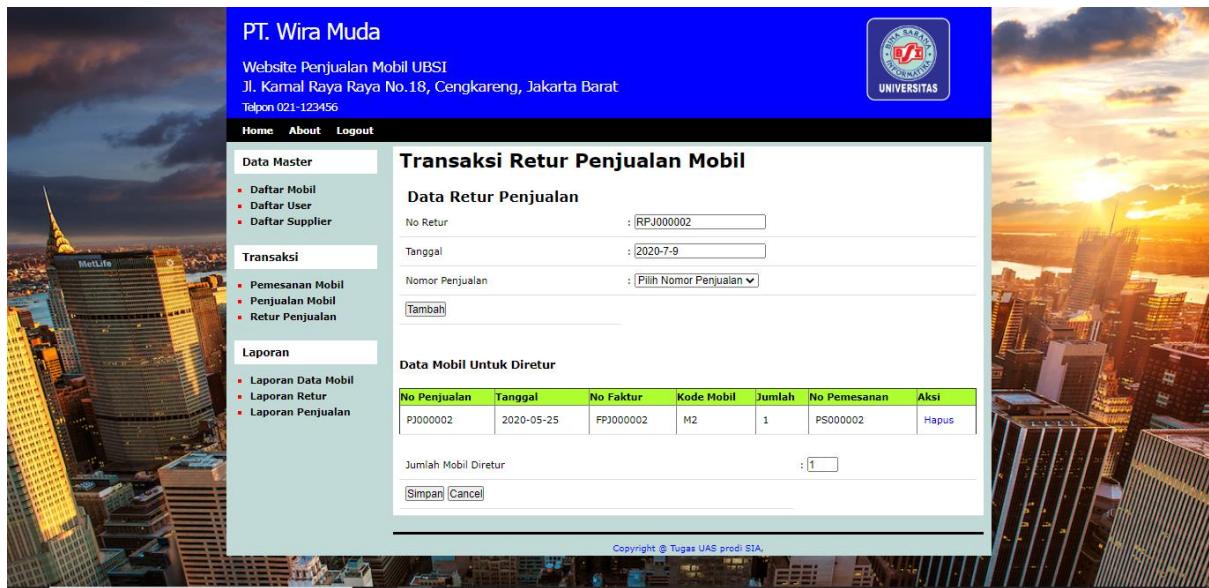 PT. Wira Muda
Website Penjualan Mobil UBSI
Jl. Kamal Raya Raya No.18, Cengkareng, Jakarta Barat
Telpon 021-123456
BINA SARANA
BSI
INFORMATIKA
UNIVERSITAS
Home About Logout
Data Master
Daftar Mobil
Daftar User
Daftar Supplier
Transaksi
Pemesanan Mobil
Penjualan Mobil
Retur Penjualan
Laporan
Laporan Data Mobil
Laporan Retur
Laporan Penjualan
Transaksi Retur Penjualan Mobil
Data Retur Penjualan
No Retur : RPJ000002
Tanggal : 2020-7-9
Nomor Penjualan : Pilih Nomor Penjualan
Tambah
Data Mobil Untuk Diretur
No Penjualan Tanggal No Faktur Kode Mobil Jumlah No Pemesanan Aksi
PJ000002 2020-05-25 FPJ000002 M2 1 PS000002 Hapus
Jumlah Mobil Diretur : 1
Simpan Cancel
Copyright @ Tugas UAS prodi SIA,
MetLife